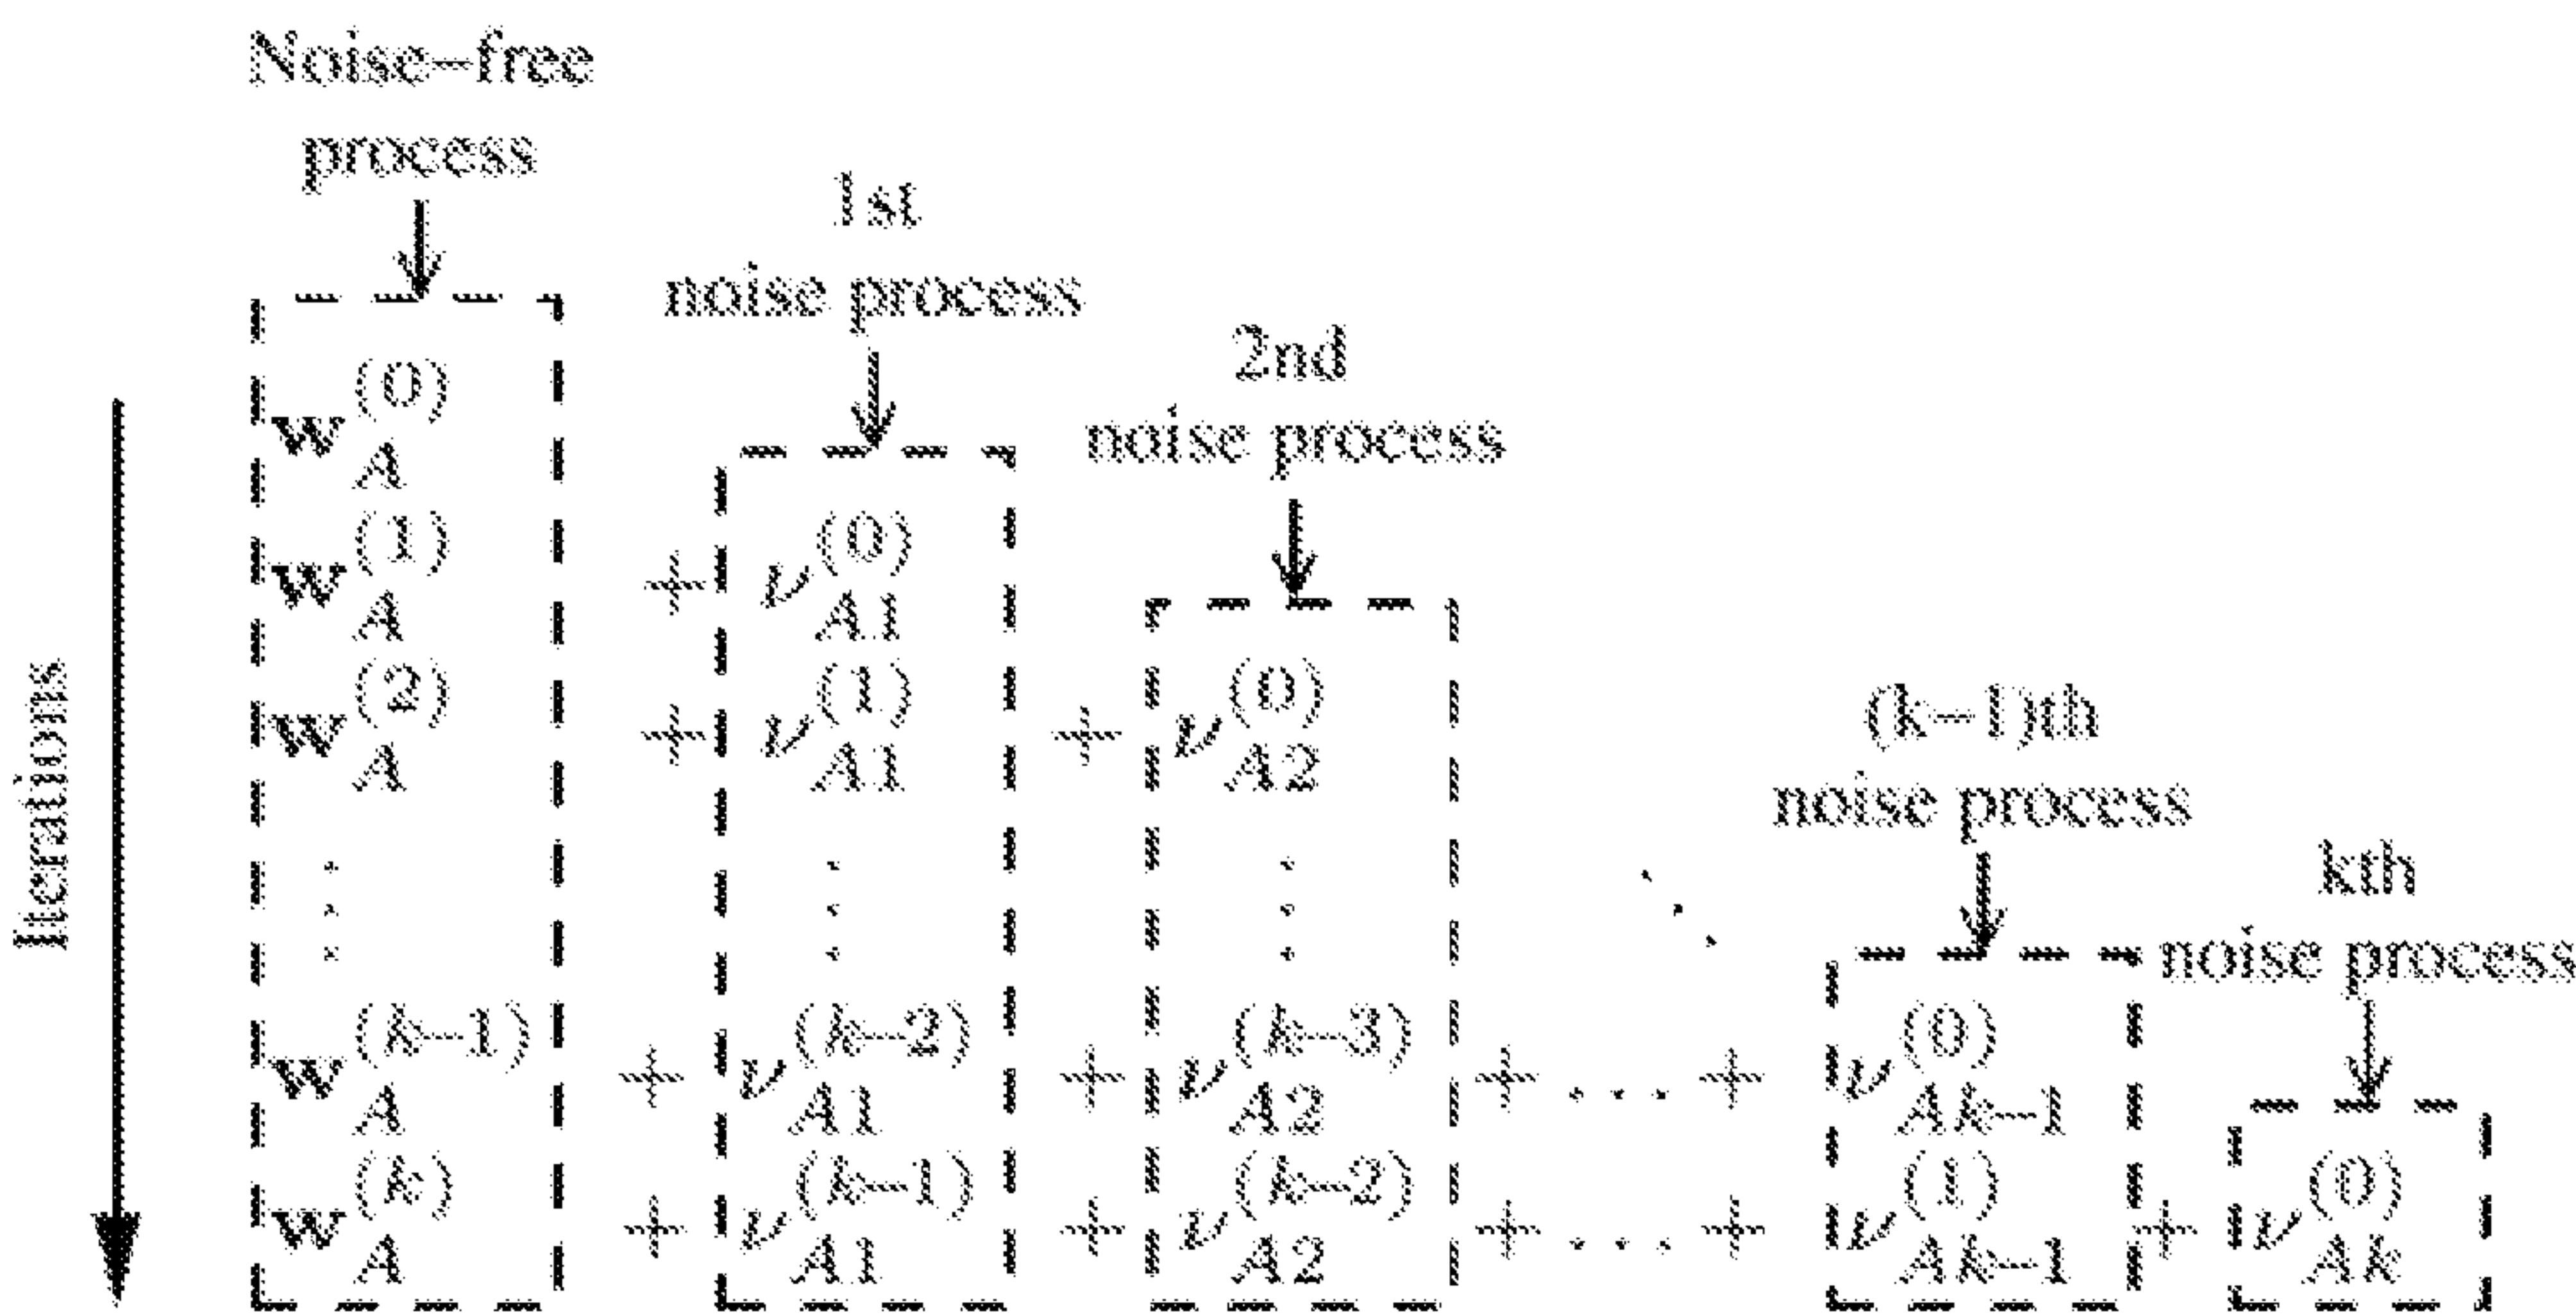 Noise–free
process
1st
noise process
2nd
noise process
(k–1)th
noise process
kth
noise process
Iterations
w_A^(0)
w_A^(1) + ν_A1^(0)
w_A^(2) + ν_A1^(1) + ν_A2^(0)
w_A^(k–1) + ν_A1^(k–2) + ν_A2^(k–3) + ... + ν_Ak–1^(0)
w_A^(k) + ν_A1^(k–1) + ν_A2^(k–2) + ... + ν_Ak–1^(1) + ν_Ak^(0)